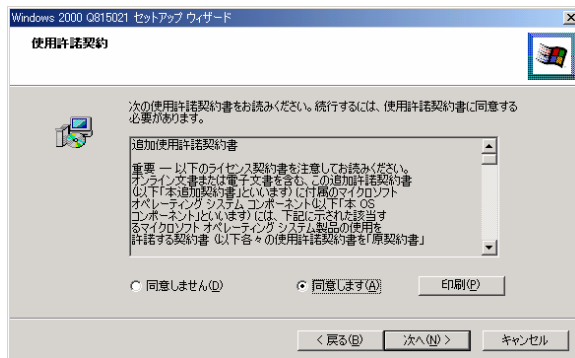 Windows 2000 Q815021 セットアップ ウィザード
使用許諾契約
次の使用許諾契約書をお読みください。続行するには、使用許諾契約書に同意する
必要があります。
追加使用許諾契約書
重要 ― 以下のライセンス契約書を注意してお読みください。
オンライン文書または電子文書を含む、この追加許諾契約書
(以下「本追加契約書」といいます) に付属のマイクロソフト
オペレーティング システム コンポーネント (以下「本 OS
コンポーネント」といいます) には、下記に示された該当す
るマイクロソフト オペレーティング システム製品の使用を
許諾する契約書 (以下各々の使用許諾契約書を「原契約書」
同意しません(D)
同意します(A)
印刷(P)
< 戻る(B)
次へ(N) >
キャンセル